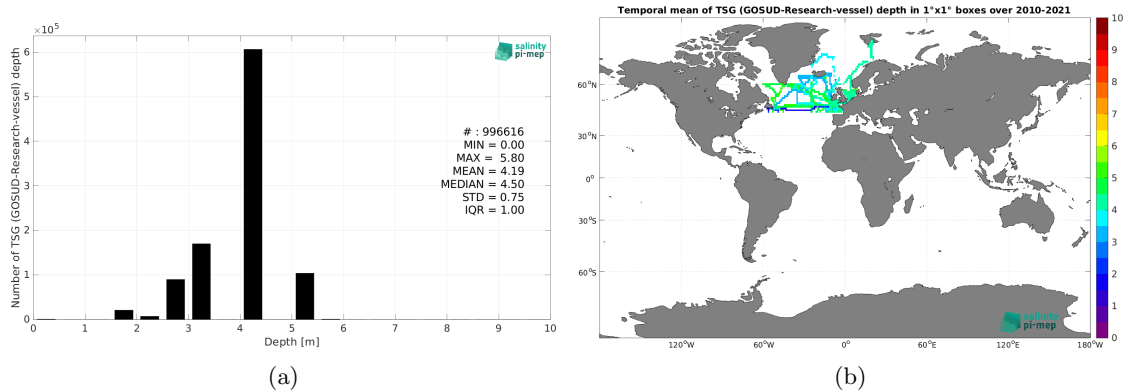 ×10⁵
salinity
pi-mep
Number of TSG (GOSUD-Research-vessel) depth
6
5
4
3
2
1
0
# : 996616
MIN = 0.00
MAX = 5.80
MEAN = 4.19
MEDIAN = 4.50
STD = 0.75
IQR = 1.00
0 1 2 3 4 5 6 7 8 9 10
Depth [m]
(a)
Temporal mean of TSG (GOSUD-Research-vessel) depth in 1°x1° boxes over 2010-2021
60°N
30°N
0°
30°S
60°S
120°W 60°W 0° 60°E 120°E 180°W
salinity
pi-mep
10
9
8
7
6
5
4
3
2
1
0
(b)